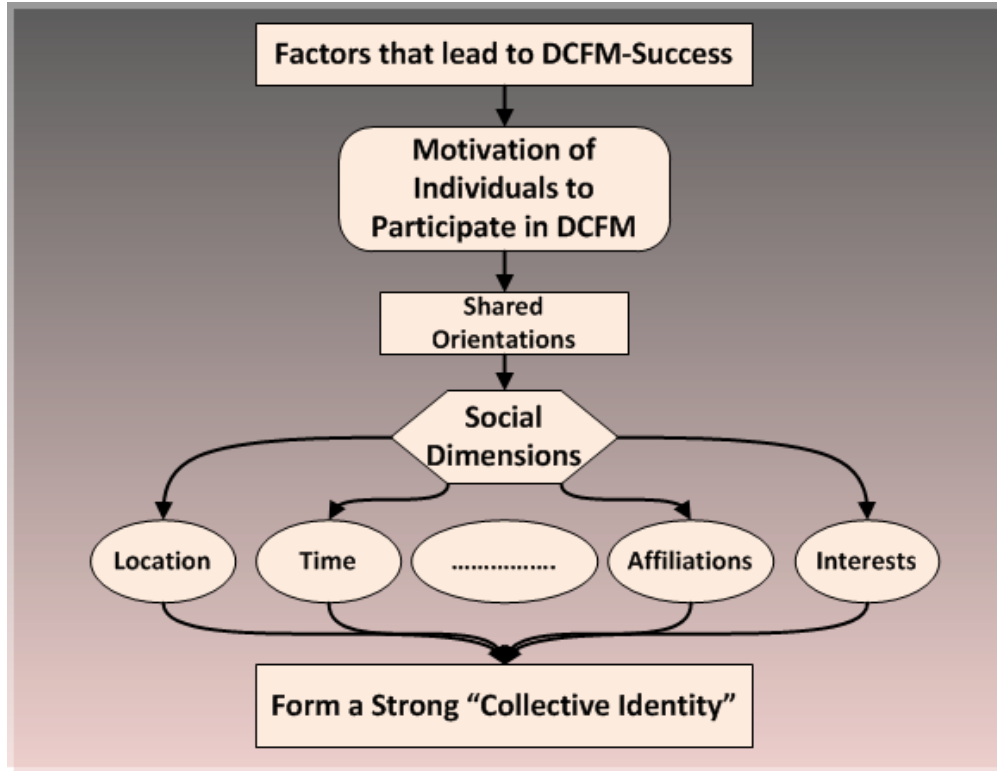 Factors that lead to DCFM-Success
Motivation of
Individuals to
Participate in DCFM
Shared
Orientations
Social
Dimensions
Location
Time
…………….
Affiliations
Interests
Form a Strong “Collective Identity”